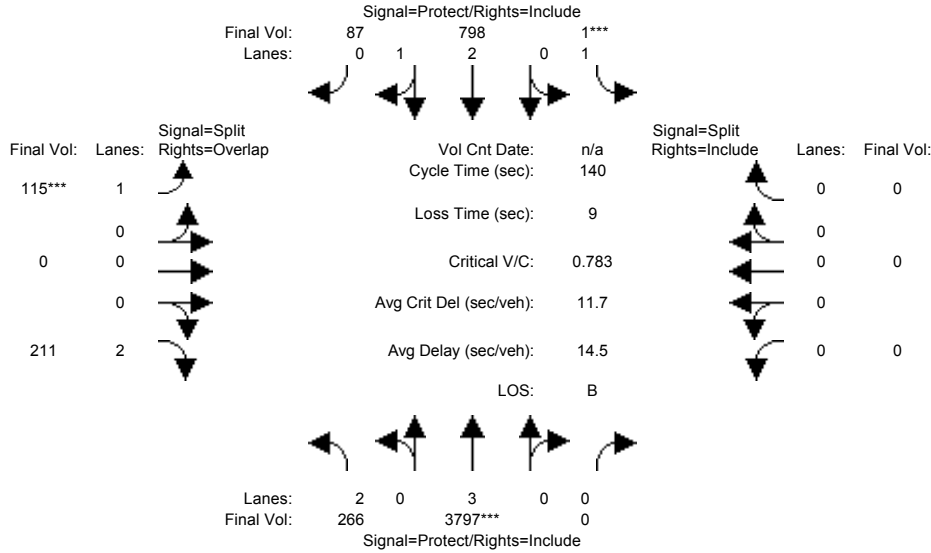 Signal=Protect/Rights=Include
Final Vol: 87 798 1***
Lanes: 0 1 2 0 1
Signal=Split
Final Vol: Lanes: Rights=Overlap
Vol Cnt Date: n/a
Signal=Split
Rights=Include Lanes: Final Vol:
Cycle Time (sec): 140
115*** 1 0 0
Loss Time (sec): 9
0 0
0 0 Critical V/C: 0.783 0 0
0 Avg Crit Del (sec/veh): 11.7 0
211 2 Avg Delay (sec/veh): 14.5 0 0
LOS: B
Lanes: 2 0 3 0 0
Final Vol: 266 3797*** 0
Signal=Protect/Rights=Include